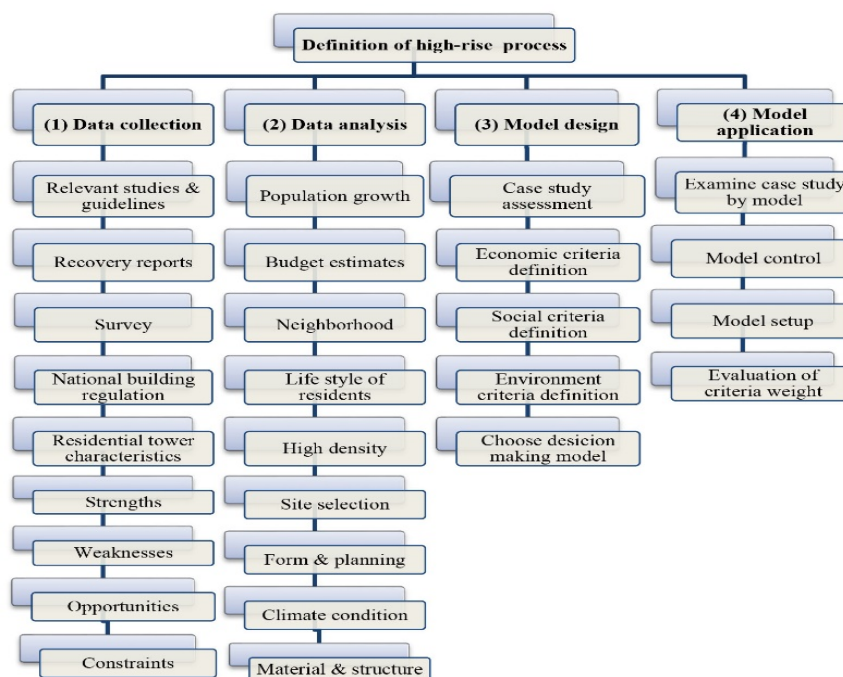 Definition of high-rise process
(1) Data collection
Relevant studies &
guidelines
Recovery reports
Survey
National building
regulation
Residential tower
characteristics
Strengths
Weaknesses
Opportunities
Constraints
(2) Data analysis
Population growth
Budget estimates
Neighborhood
Life style of
residents
High density
Site selection
Form & planning
Climate condition
Material & structure
(3) Model design
Case study
assessment
Economic criteria
definition
Social criteria
definition
Environment
criteria definition
Choose desicion
making model
(4) Model
application
Examine case study
by model
Model control
Model setup
Evaluation of
criteria weight